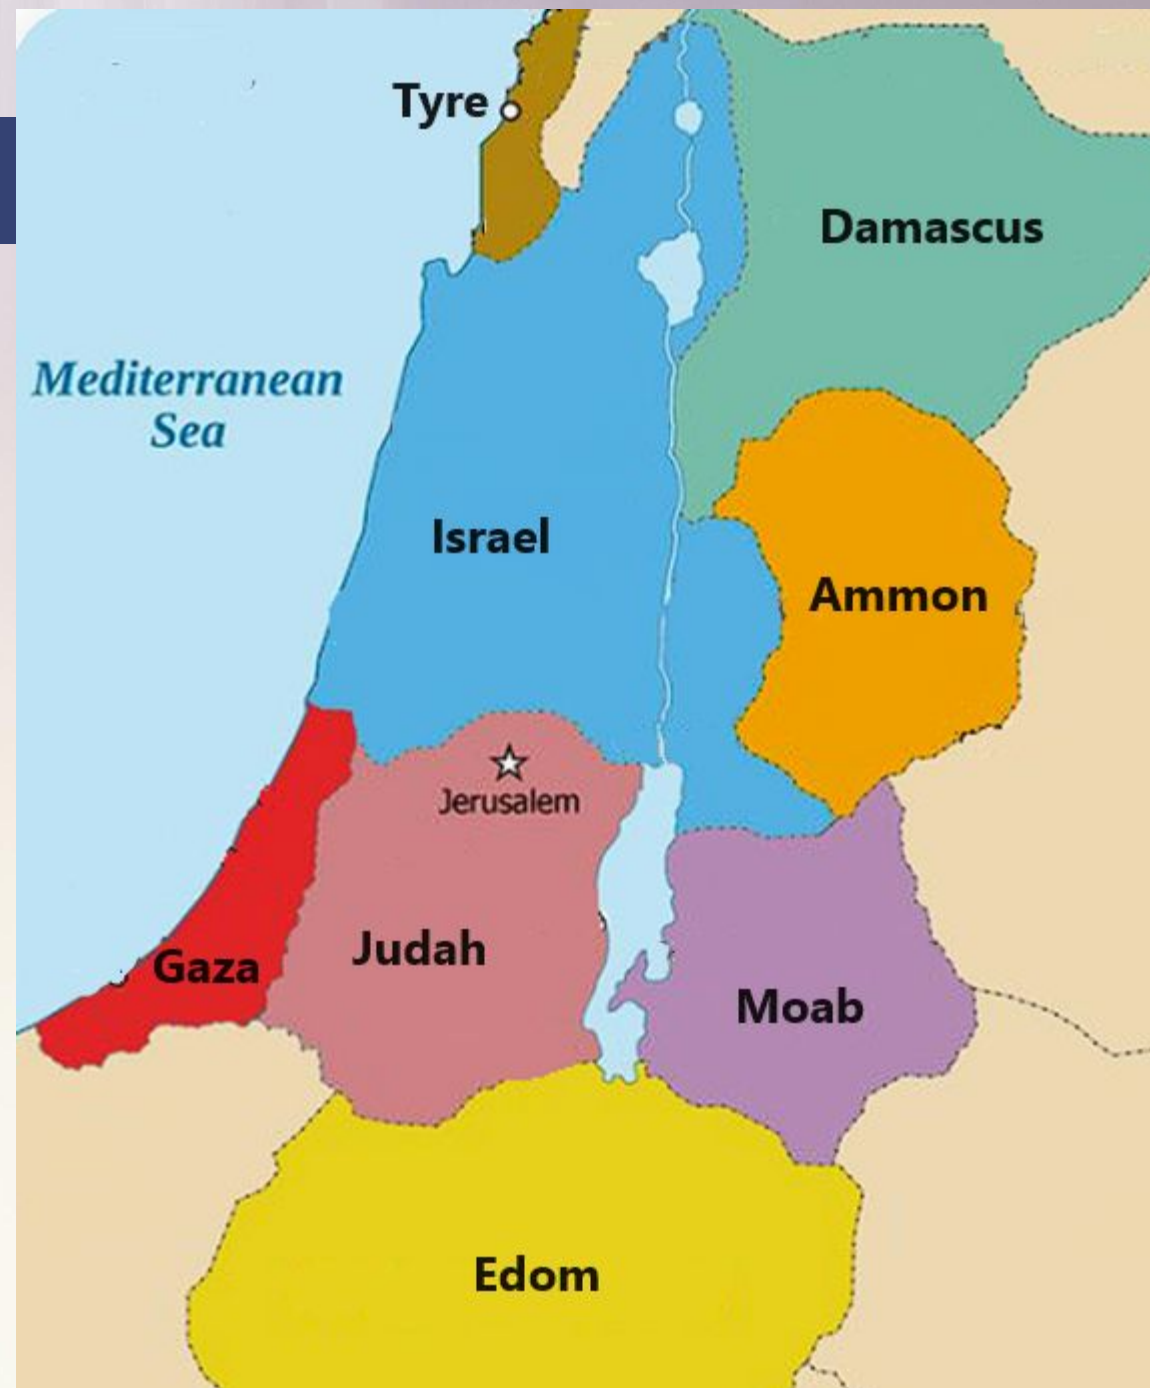 Tyre
Damascus
Mediterranean
Sea
Israel
Ammon
Jerusalem
Judah
Gaza
Moab
Edom